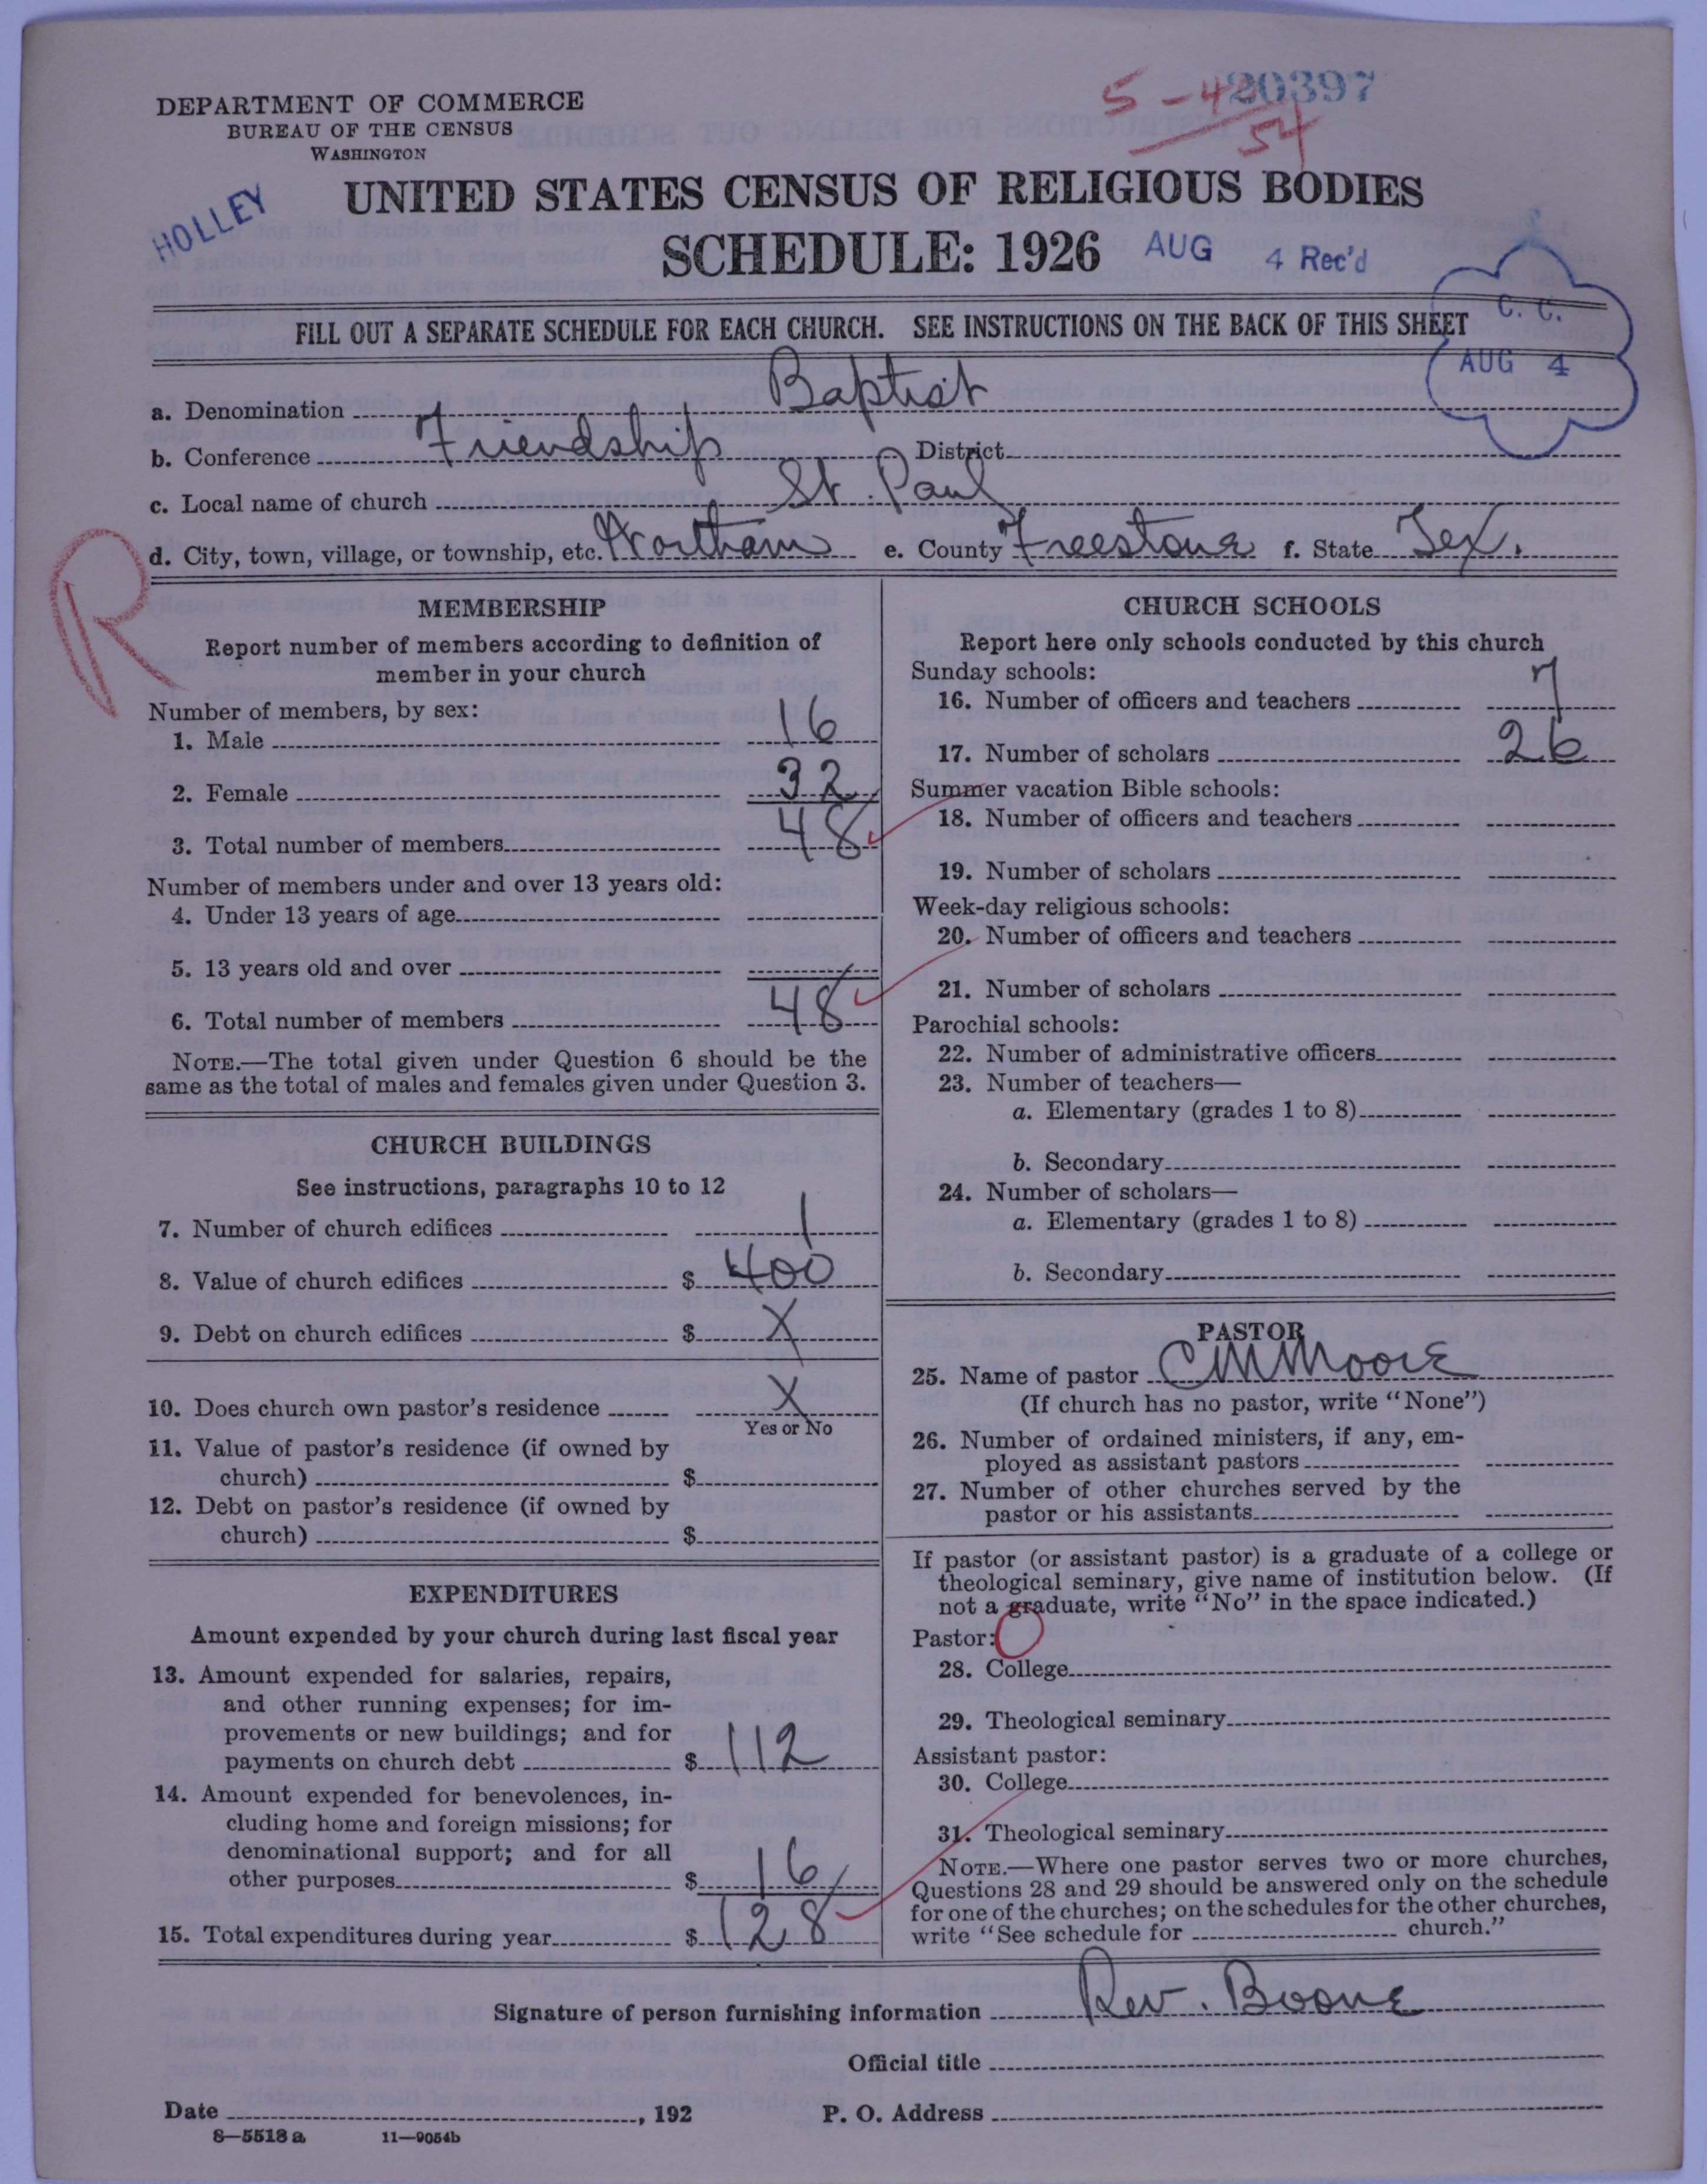 DEPARTMENT OF COMMERCE
BUREAU OF THE CENSUS
WASHINGTON
20397
5-40
54
HOLLEY
UNITED STATES CENSUS OF RELIGIOUS BODIES
SCHEDULE: 1926
AUG 4 Rec'd
C. C.
AUG 4
FILL OUT A SEPARATE SCHEDULE FOR EACH CHURCH. SEE INSTRUCTIONS ON THE BACK OF THIS SHEET
a. Denomination Baptist
b. Conference Friendship District
c. Local name of church St. Paul
d. City, town, village, or township, etc. Wortham e. County Freestone f. State Tex.
R
MEMBERSHIP
Report number of members according to definition of
member in your church
Number of members, by sex:
1. Male 16
2. Female 32
3. Total number of members 48
Number of members under and over 13 years old:
4. Under 13 years of age
5. 13 years old and over
6. Total number of members 48
NOTE.—The total given under Question 6 should be the
same as the total of males and females given under Question 3.
CHURCH BUILDINGS
See instructions, paragraphs 10 to 12
7. Number of church edifices 1
8. Value of church edifices $ 400
9. Debt on church edifices $ X
10. Does church own pastor's residence X
Yes or No
11. Value of pastor's residence (if owned by
church) $
12. Debt on pastor's residence (if owned by
church) $
EXPENDITURES
Amount expended by your church during last fiscal year
13. Amount expended for salaries, repairs,
and other running expenses; for im-
provements or new buildings; and for
payments on church debt $ 112
14. Amount expended for benevolences, in-
cluding home and foreign missions; for
denominational support; and for all
other purposes $ 16
15. Total expenditures during year $ 128
CHURCH SCHOOLS
Report here only schools conducted by this church
Sunday schools:
16. Number of officers and teachers 7
17. Number of scholars 26
Summer vacation Bible schools:
18. Number of officers and teachers
19. Number of scholars
Week-day religious schools:
20. Number of officers and teachers
21. Number of scholars
Parochial schools:
22. Number of administrative officers
23. Number of teachers—
a. Elementary (grades 1 to 8)
b. Secondary
24. Number of scholars—
a. Elementary (grades 1 to 8)
b. Secondary
PASTOR
25. Name of pastor C M Moore
(If church has no pastor, write "None")
26. Number of ordained ministers, if any, em-
ployed as assistant pastors
27. Number of other churches served by the
pastor or his assistants
If pastor (or assistant pastor) is a graduate of a college or
theological seminary, give name of institution below. (If
not a graduate, write "No" in the space indicated.)
Pastor: O
28. College
29. Theological seminary
Assistant pastor:
30. College
31. Theological seminary
NOTE.—Where one pastor serves two or more churches,
Questions 28 and 29 should be answered only on the schedule
for one of the churches; on the schedules for the other churches,
write "See schedule for church."
Signature of person furnishing information Rev. Boone
Official title
Date , 192 P. O. Address
8—5518 a 11—9054b